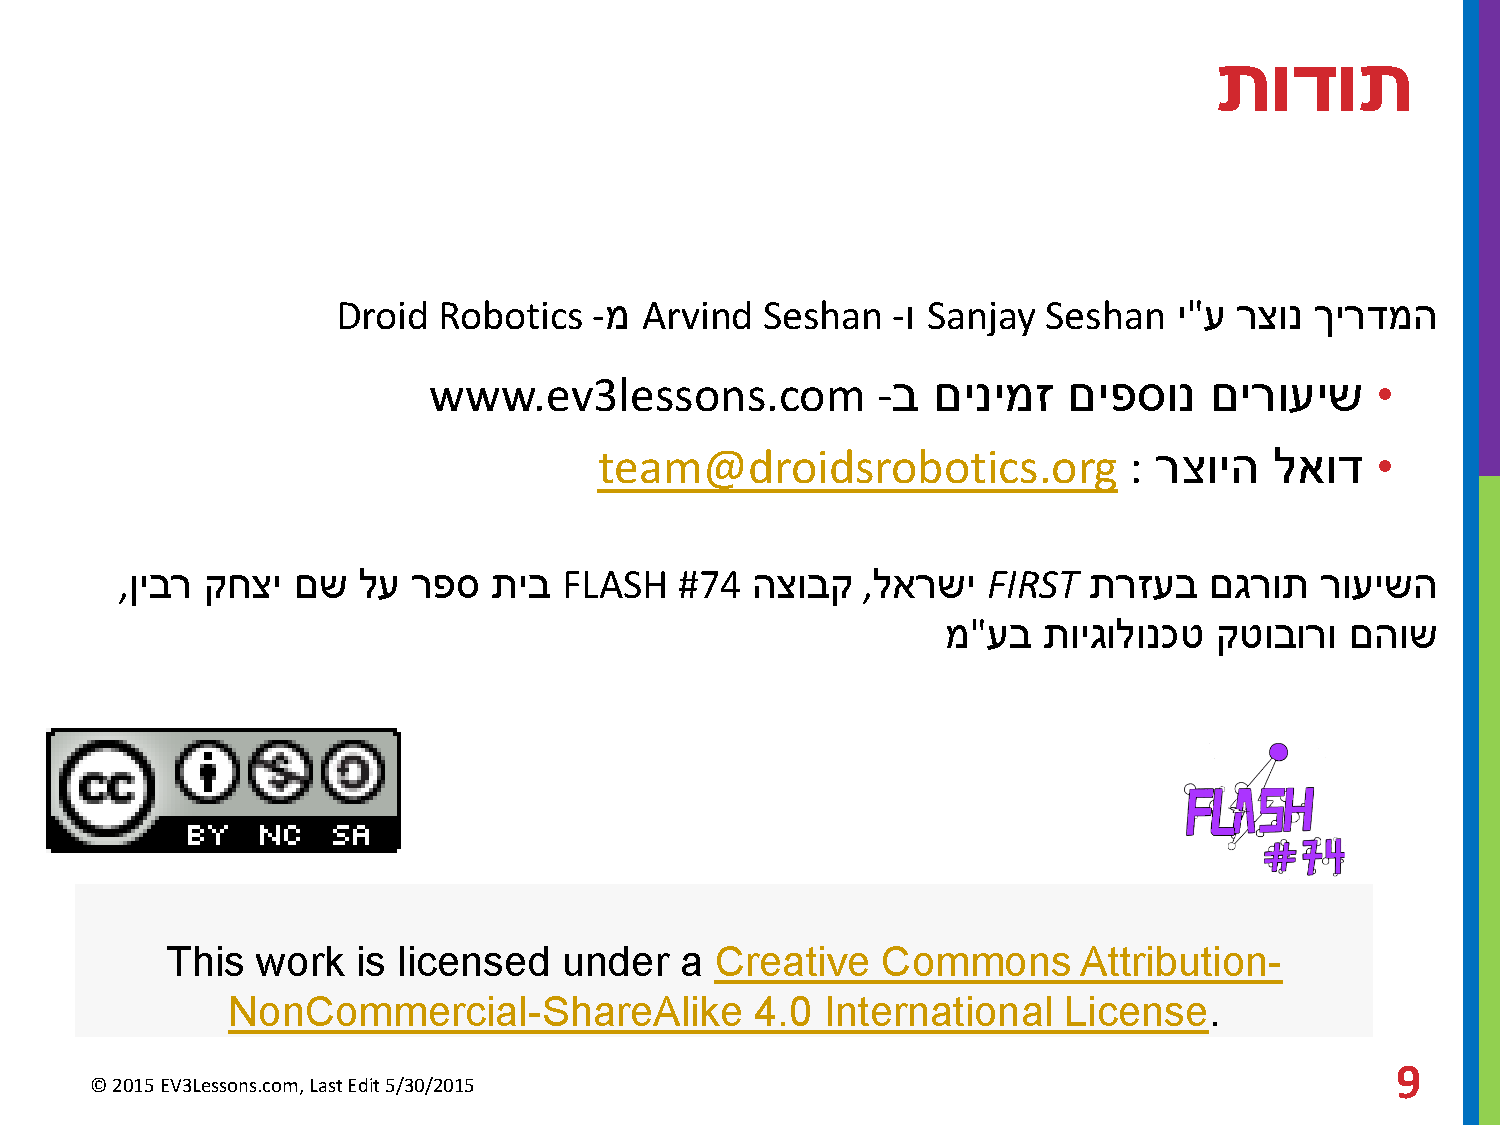 תודות
המדריך נוצר ע"י Sanjay Seshan ו- Arvind Seshan מ- Droid Robotics
• שיעורים נוספים זמינים ב- www.ev3lessons.com
• דואל היוצר : team@droidsrobotics.org
השיעור תורגם בעזרת FIRST ישראל, קבוצה FLASH #74 בית ספר על שם יצחק רבין,
שוהם ורובוטק טכנולוגיות בע"מ
CC BY NC SA
FLASH
#74
This work is licensed under a Creative Commons Attribution-
NonCommercial-ShareAlike 4.0 International License.
© 2015 EV3Lessons.com, Last Edit 5/30/2015
9